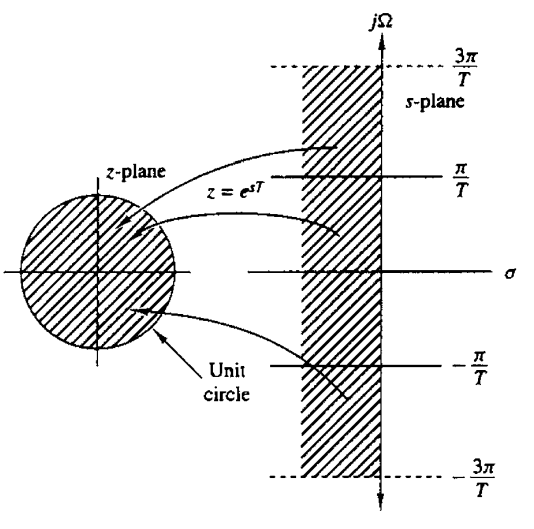 jΩ
3π/T
s-plane
z-plane
π/T
z = e^{sT}
σ
Unit
circle
-π/T
-3π/T